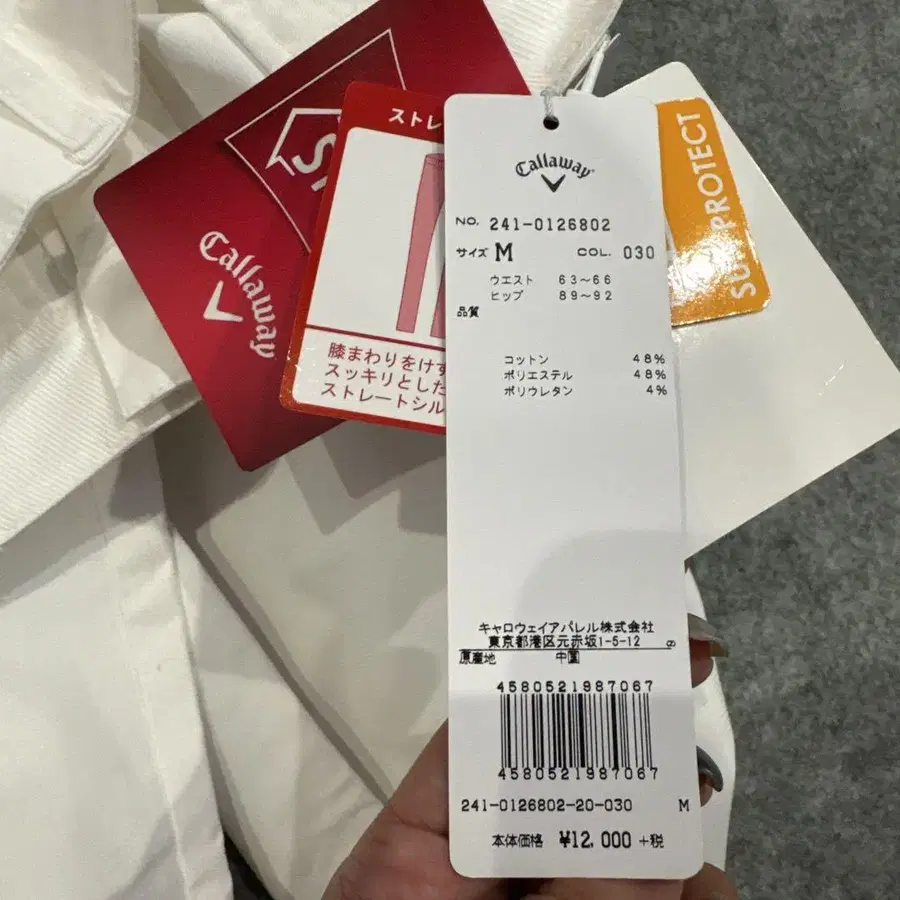 Callaway
ストレ
膝まわりをけず
スッキリとした
ストレートシル
PROTECT
Callaway
NO. 241-0126802
サイズ M COL. 030
ウエスト 63～66
ヒップ 89～92
品質
コットン 48%
ポリエステル 48%
ポリウレタン 4%
キャロウェイアパレル株式会社
東京都港区元赤坂1-5-12
原産地 中国
4580521987067
4580521987067
241-0126802-20-030 M
本体価格 ¥12,000 +税